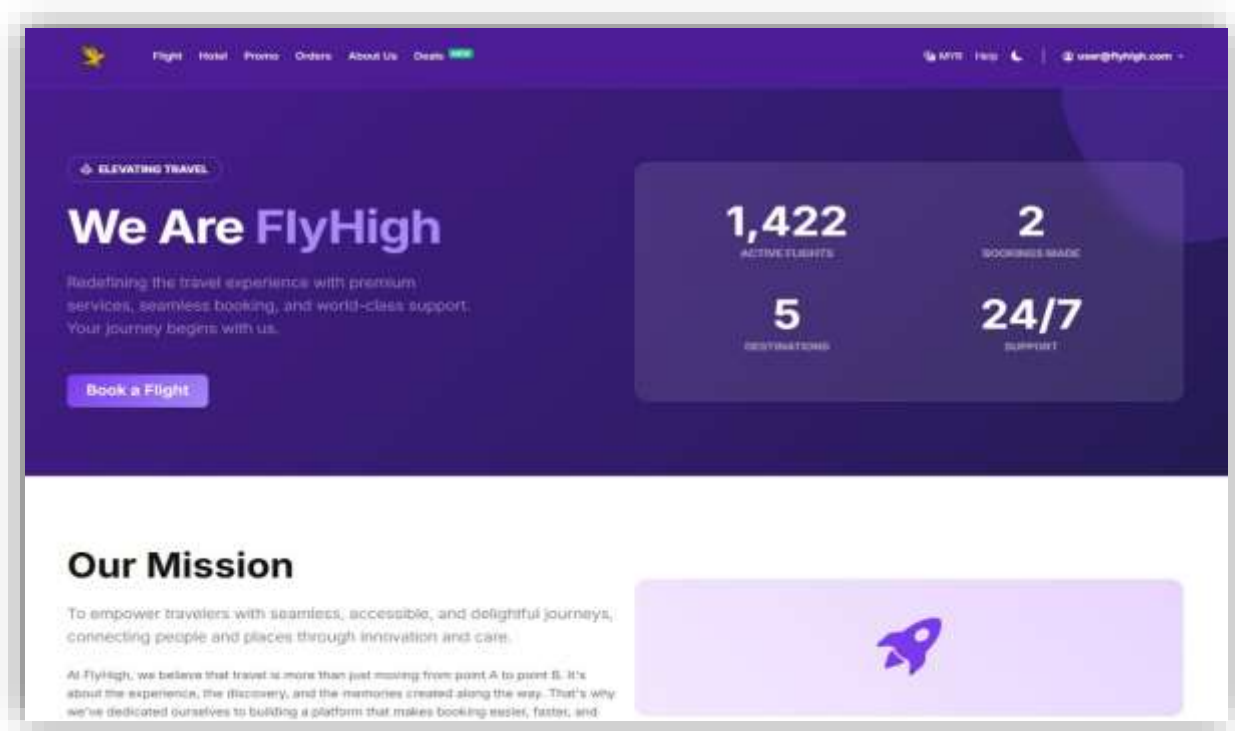 Flight Hotel Promo Orders About Us Deals NEW
MYR Help user@flyhigh.com
ELEVATING TRAVEL
We Are FlyHigh
Redefining the travel experience with premium
services, seamless booking, and world-class support.
Your journey begins with us.
Book a Flight
1,422
ACTIVE FLIGHTS
2
BOOKINGS MADE
5
DESTINATIONS
24/7
SUPPORT
Our Mission
To empower travelers with seamless, accessible, and delightful journeys,
connecting people and places through innovation and care.
At FlyHigh, we believe that travel is more than just moving from point A to point B. It's
about the experience, the discovery, and the memories created along the way. That's why
we've dedicated ourselves to building a platform that makes booking easier, faster, and